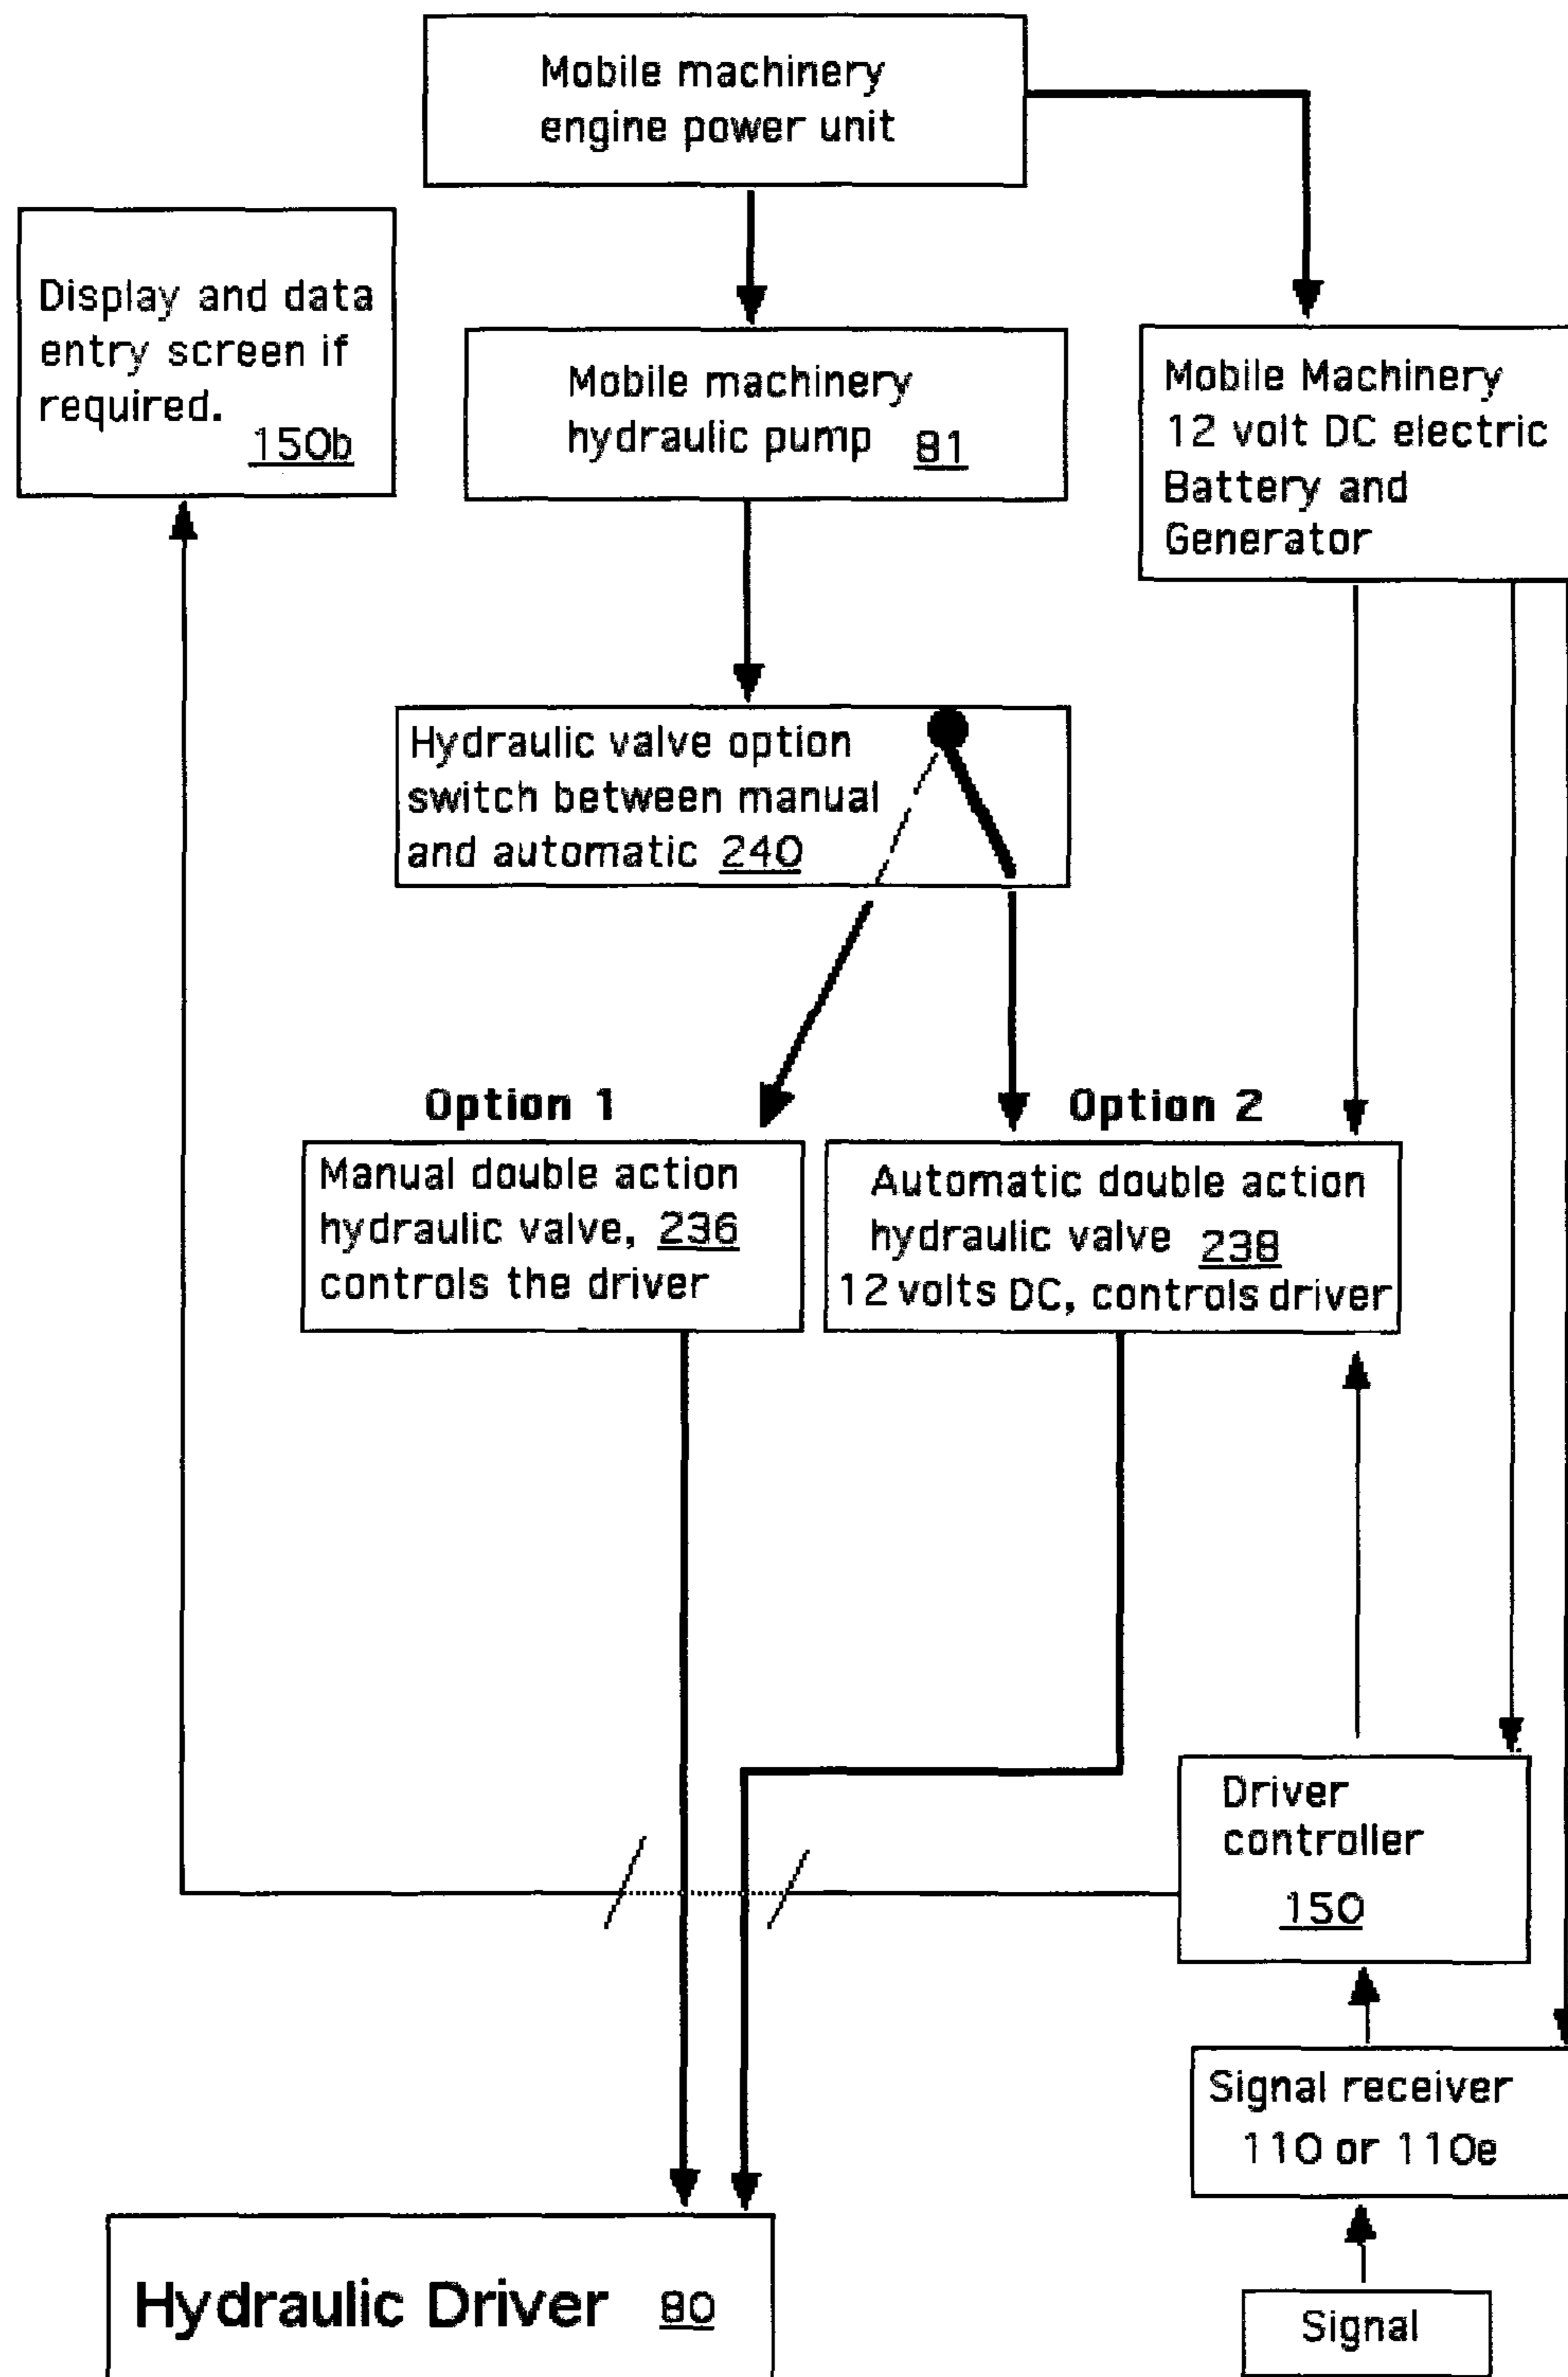 Mobile machinery
engine power unit
Display and data
entry screen if
required.
150b
Mobile machinery
hydraulic pump 81
Mobile Machinery
12 volt DC electric
Battery and
Generator
Hydraulic valve option
switch between manual
and automatic 240
Option 1
Manual double action
hydraulic valve, 236
controls the driver
Option 2
Automatic double action
hydraulic valve 238
12 volts DC, controls driver
Driver
controller
150
Signal receiver
110 or 110e
Signal
Hydraulic Driver 80